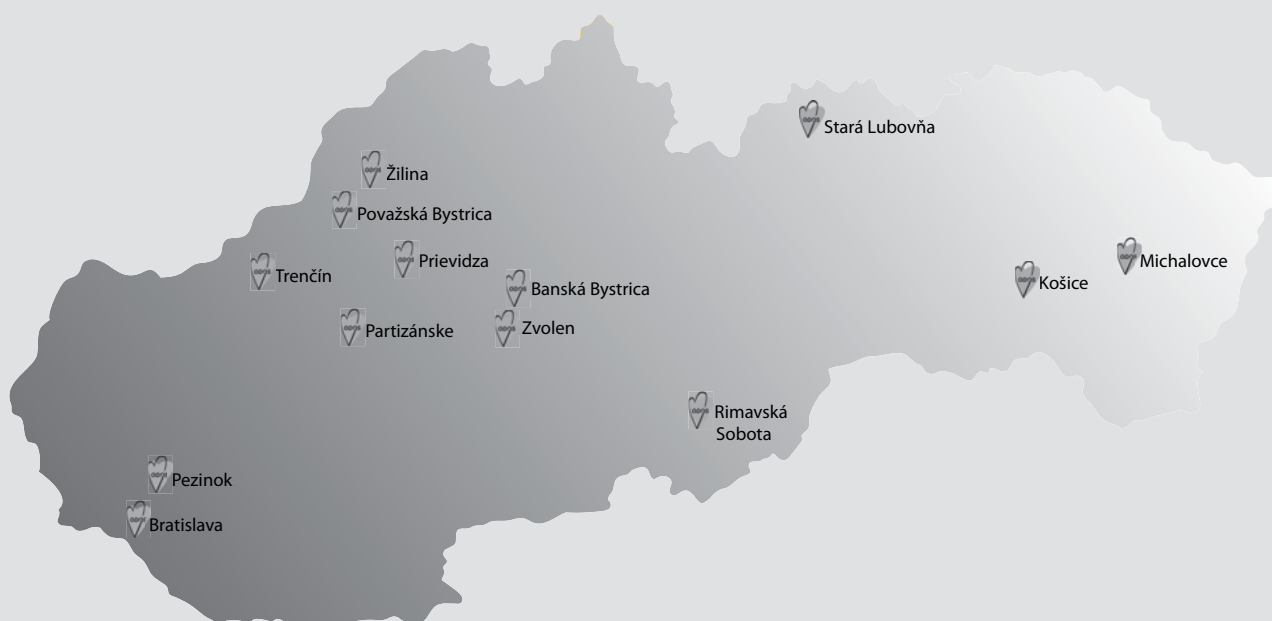 Stará Lubovňa
Žilina
Považská Bystrica
Prievidza
Trenčín
Banská Bystrica
Zvolen
Partizánske
Michalovce
Košice
Rimavská
Sobota
Pezinok
Bratislava